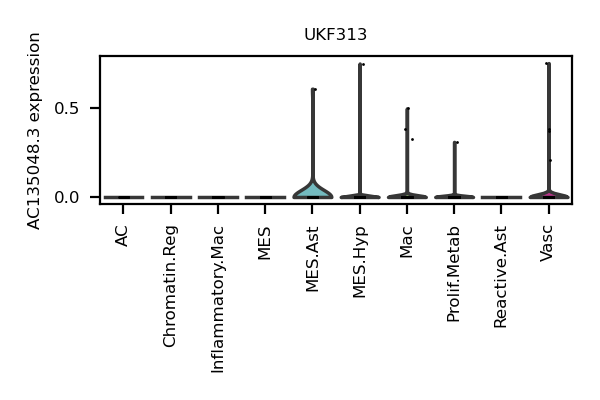 UKF313
AC135048.3 expression
0.5
0.0
AC
Chromatin.Reg
Inflammatory.Mac
MES
MES.Ast
MES.Hyp
Mac
Prolif.Metab
Reactive.Ast
Vasc